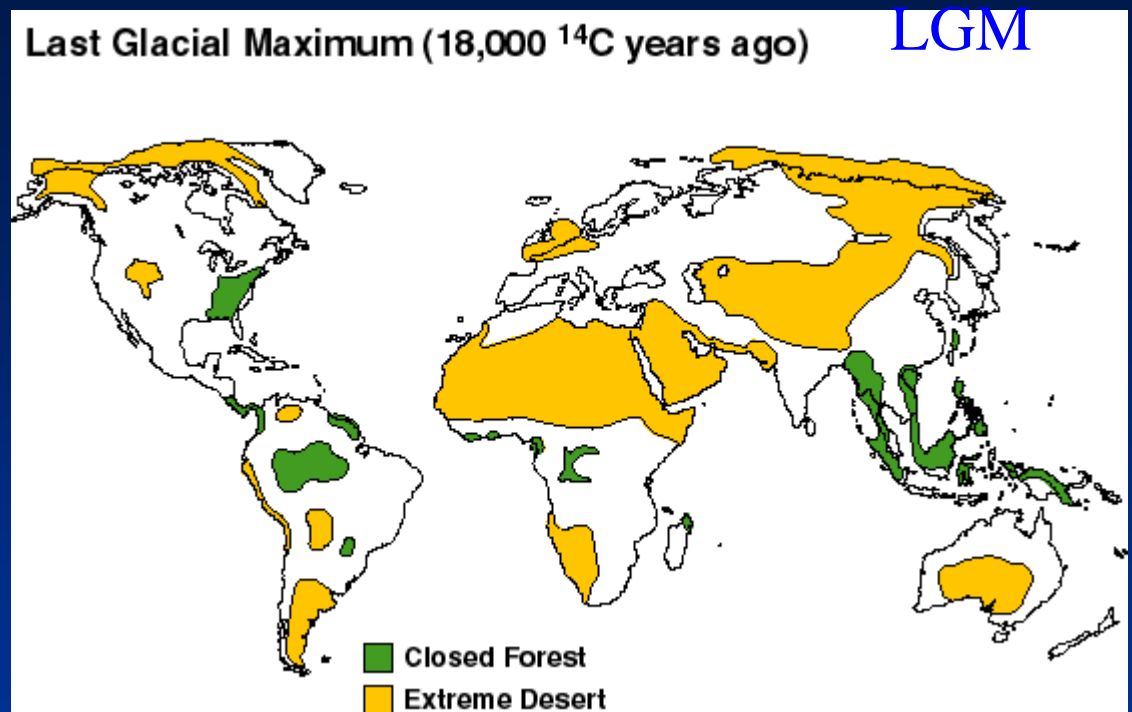 Last Glacial Maximum (18,000 ¹⁴C years ago)
LGM
Closed Forest
Extreme Desert